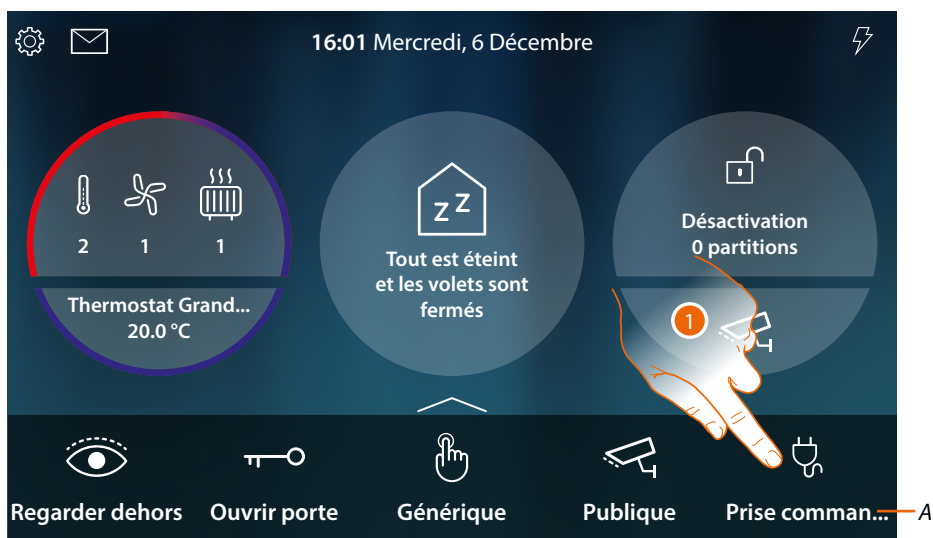 16:01 Mercredi, 6 Décembre
2 1 1
Thermostat Grand...
20.0 °C
Tout est éteint
et les volets sont
fermés
Désactivation
0 partitions
1
Regarder dehors
Ouvrir porte
Générique
Publique
Prise comman...
A